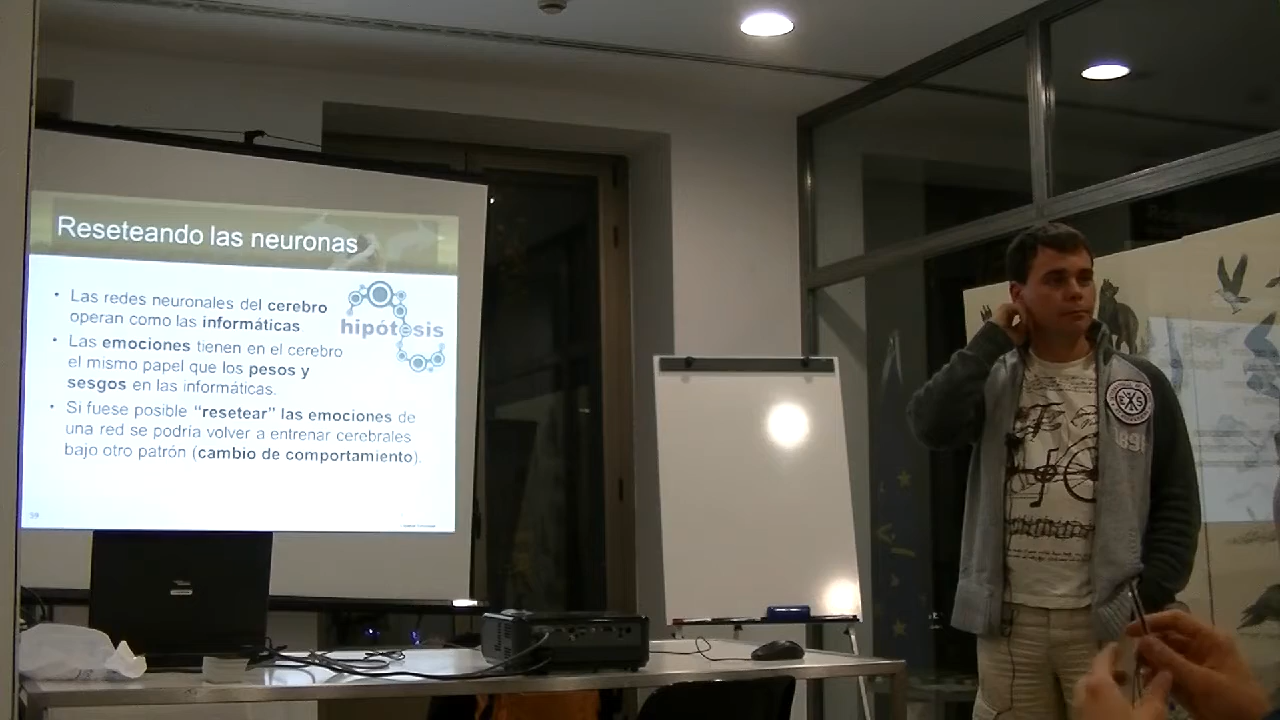 Reseteando las neuronas
• Las redes neuronales del cerebro
operan como las informáticas
• Las emociones tienen en el cerebro
el mismo papel que los pesos y
sesgos en las informáticas.
• Si fuese posible "resetear" las emociones de
una red se podría volver a entrenar cerebrales
bajo otro patrón (cambio de comportamiento).
hipótesis
59
1891